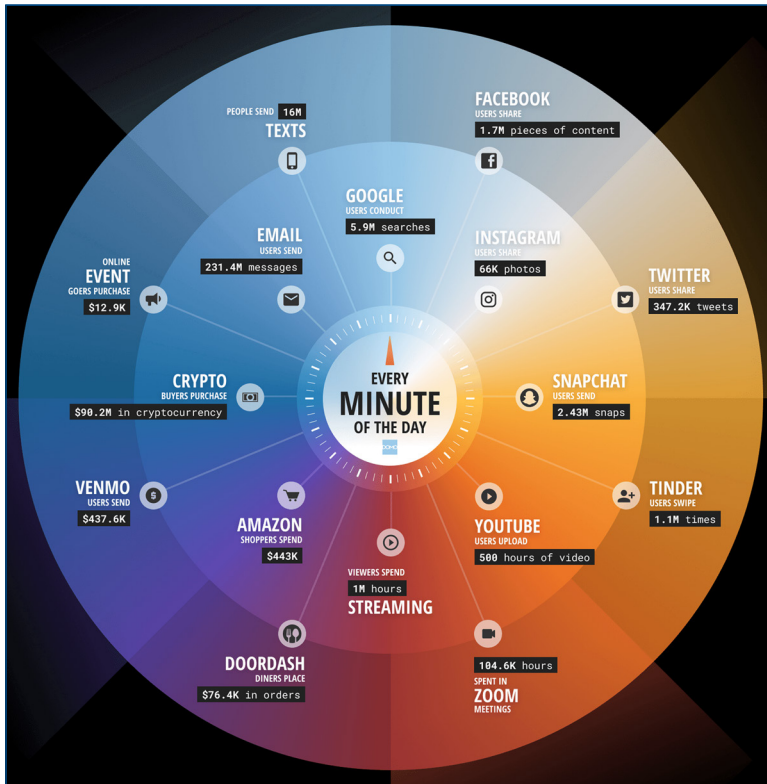 PEOPLE SEND 16M
TEXTS
FACEBOOK
USERS SHARE
1.7M pieces of content
GOOGLE
USERS CONDUCT
5.9M searches
EMAIL
USERS SEND
231.4M messages
INSTAGRAM
USERS SHARE
66K photos
ONLINE
EVENT
GOERS PURCHASE
$12.9K
TWITTER
USERS SHARE
347.2K tweets
CRYPTO
BUYERS PURCHASE
$90.2M in cryptocurrency
EVERY
MINUTE
OF THE DAY
DOMO
SNAPCHAT
USERS SEND
2.43M snaps
VENMO
USERS SEND
$437.6K
AMAZON
SHOPPERS SPEND
$443K
YOUTUBE
USERS UPLOAD
500 hours of video
TINDER
USERS SWIPE
1.1M times
VIEWERS SPEND
1M hours
STREAMING
DOORDASH
DINERS PLACE
$76.4K in orders
104.6K hours
SPENT IN
ZOOM
MEETINGS